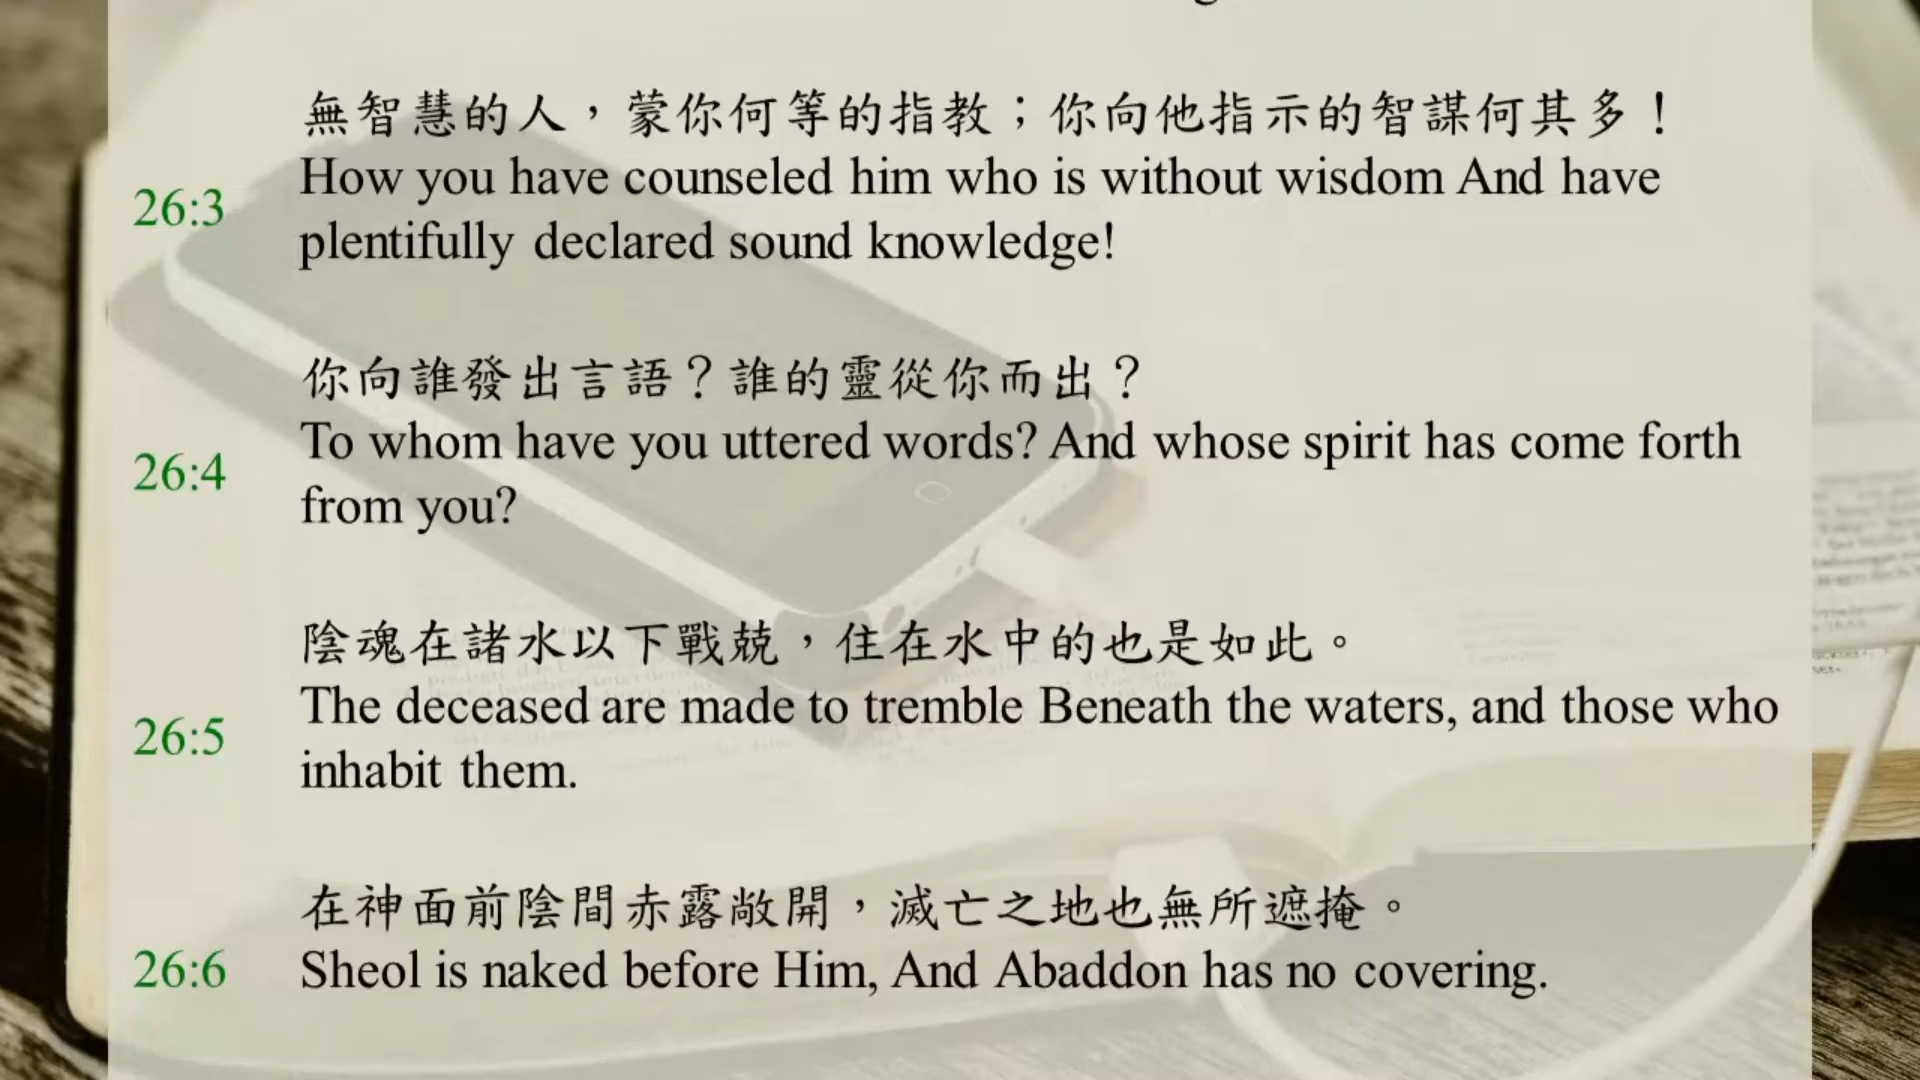 無智慧的人，蒙你何等的指教；你向他指示的智謀何其多！
How you have counseled him who is without wisdom And have
26:3
plentifully declared sound knowledge!
你向誰發出言語？誰的靈從你而出？
To whom have you uttered words? And whose spirit has come forth
26:4
from you?
陰魂在諸水以下戰兢，住在水中的也是如此。
The deceased are made to tremble Beneath the waters, and those who
26:5
inhabit them.
在神面前陰間赤露敞開，滅亡之地也無所遮掩。
26:6 Sheol is naked before Him, And Abaddon has no covering.